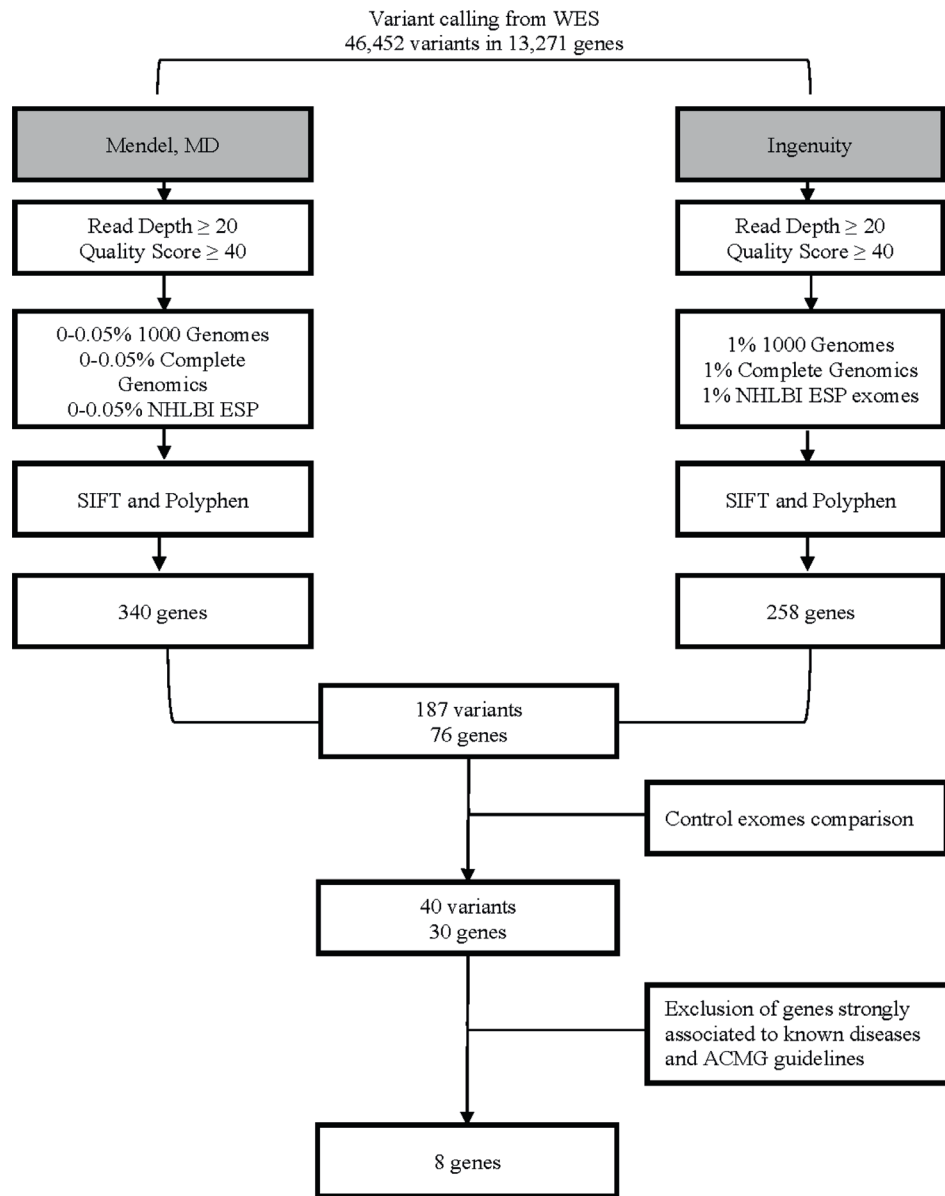 Variant calling from WES
46,452 variants in 13,271 genes
Mendel, MD
Read Depth ≥ 20
Quality Score ≥ 40
0-0.05% 1000 Genomes
0-0.05% Complete
Genomics
0-0.05% NHLBI ESP
SIFT and Polyphen
340 genes
Ingenuity
Read Depth ≥ 20
Quality Score ≥ 40
1% 1000 Genomes
1% Complete Genomics
1% NHLBI ESP exomes
SIFT and Polyphen
258 genes
187 variants
76 genes
Control exomes comparison
40 variants
30 genes
Exclusion of genes strongly
associated to known diseases
and ACMG guidelines
8 genes